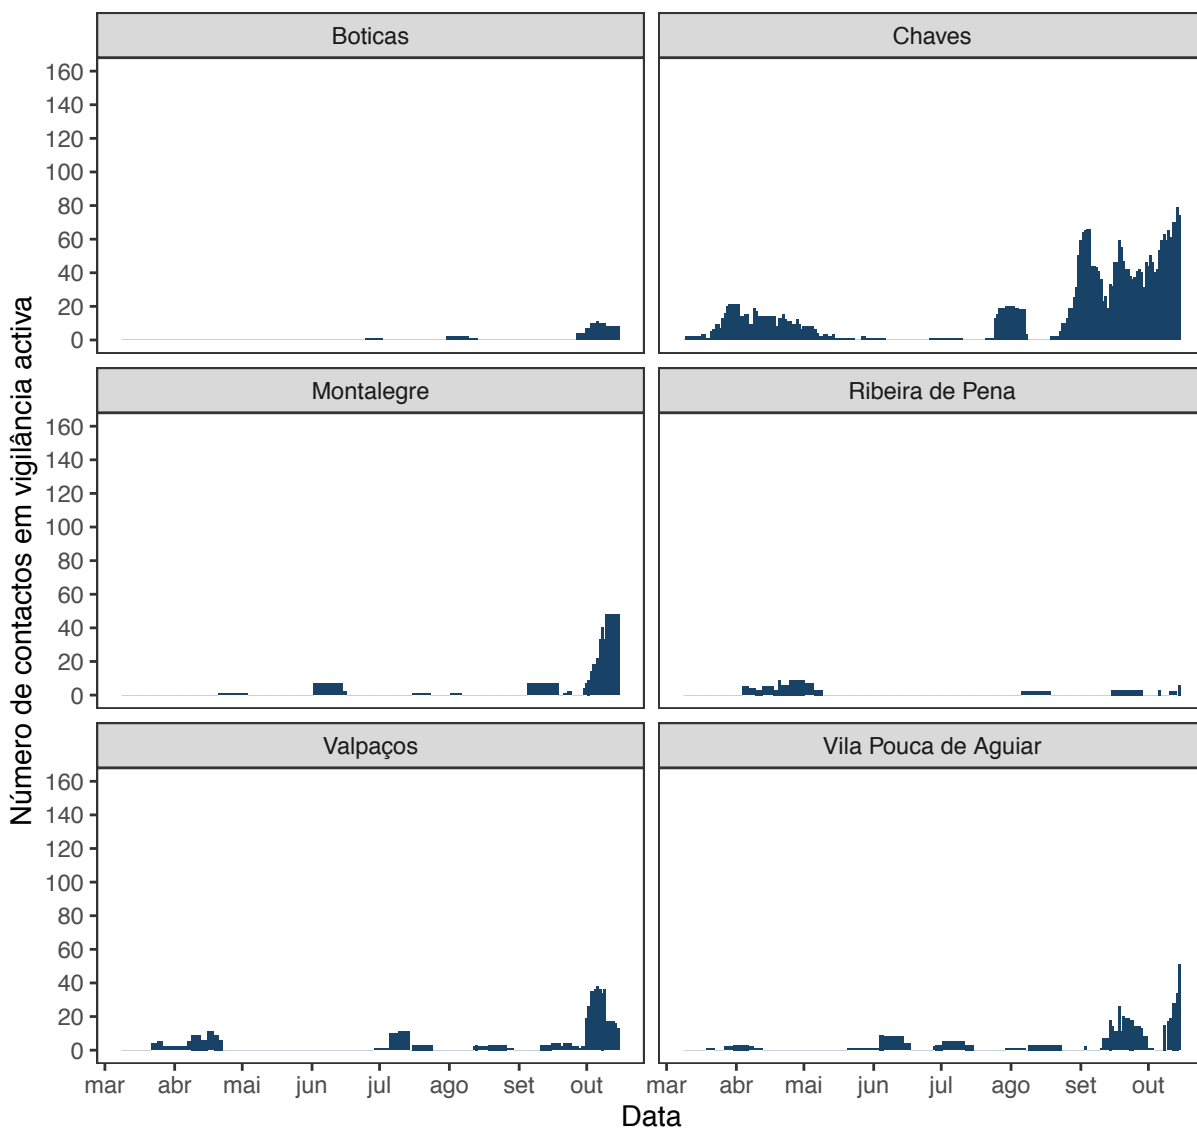 Boticas
Chaves
160
140
120
100
80
60
40
20
0
Montalegre
Ribeira de Pena
160
140
120
100
80
60
40
20
0
Valpaços
Vila Pouca de Aguiar
160
140
120
100
80
60
40
20
0
mar abr mai jun jul ago set out
mar abr mai jun jul ago set out
Data
Número de contactos em vigilância activa